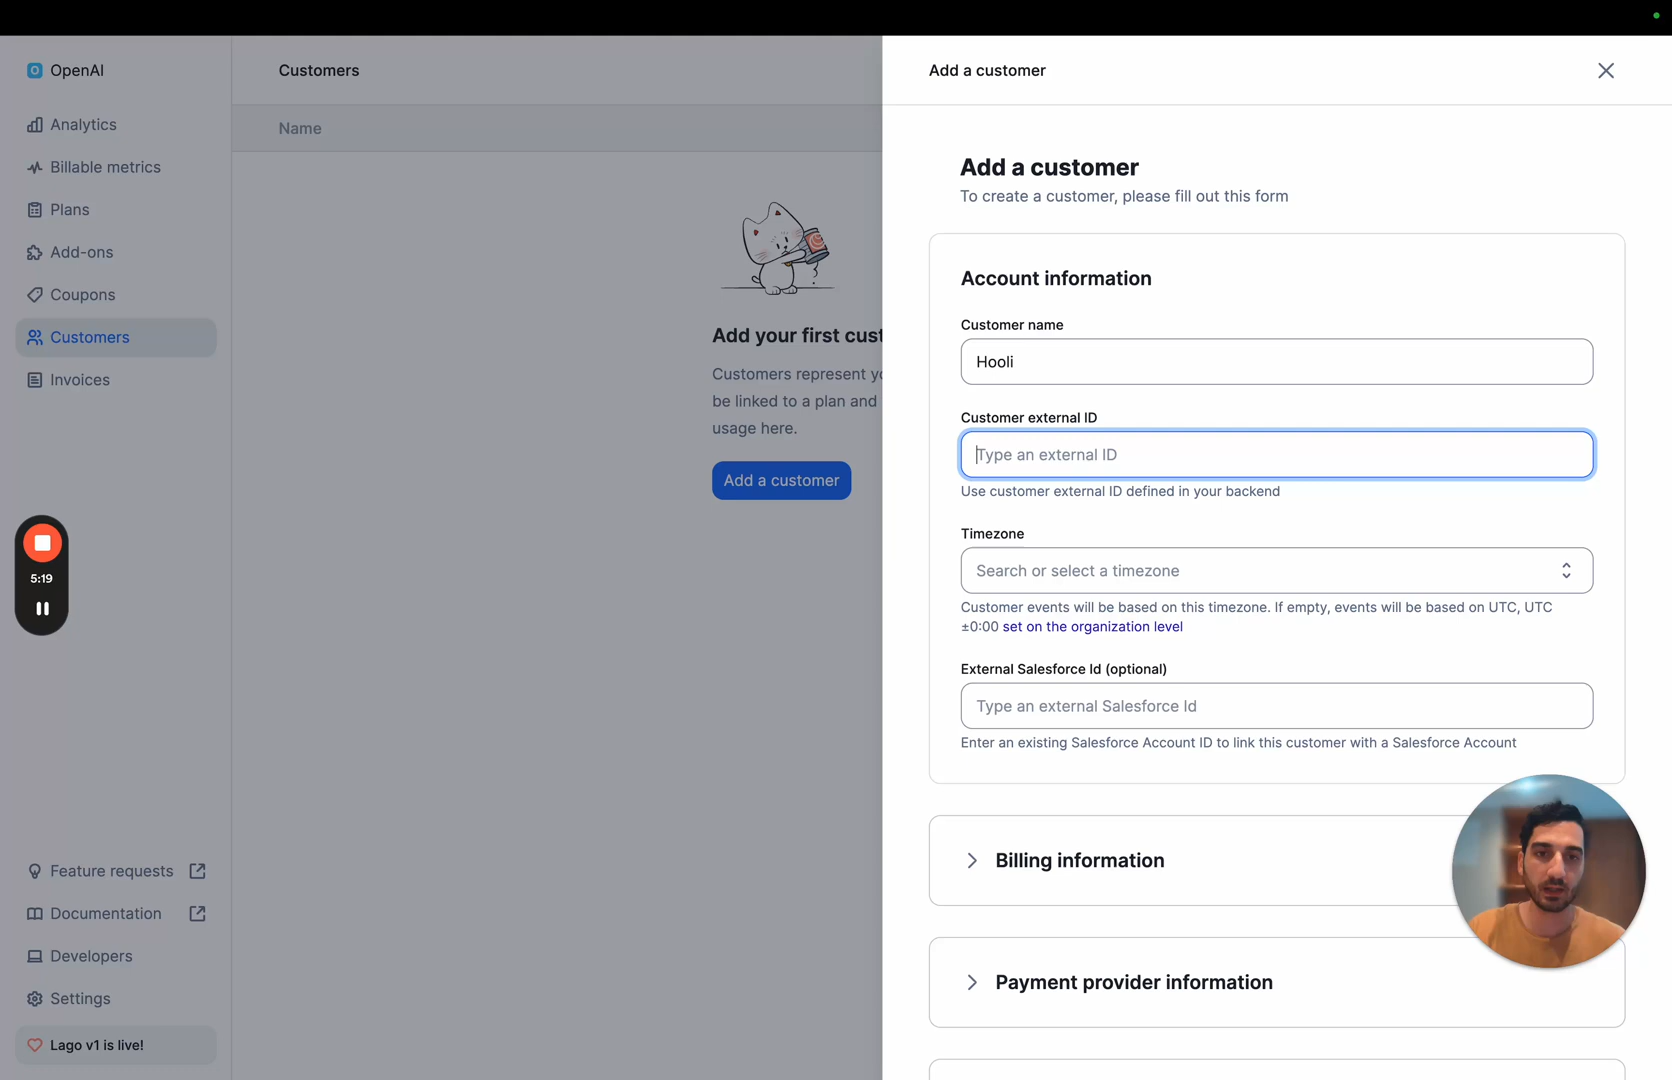 OpenAI
Analytics
Billable metrics
Plans
Add-ons
Coupons
Customers
Invoices
5:19
Feature requests
Documentation
Developers
Settings
Lago v1 is live!
Customers
Name
Add your first cust
Customers represent yo
be linked to a plan and
usage here.
Add a customer
Add a customer
Add a customer
To create a customer, please fill out this form
Account information
Customer name
Hooli
Customer external ID
Type an external ID
Use customer external ID defined in your backend
Timezone
Search or select a timezone
Customer events will be based on this timezone. If empty, events will be based on UTC, UTC
±0:00 set on the organization level
External Salesforce Id (optional)
Type an external Salesforce Id
Enter an existing Salesforce Account ID to link this customer with a Salesforce Account
Billing information
Payment provider information